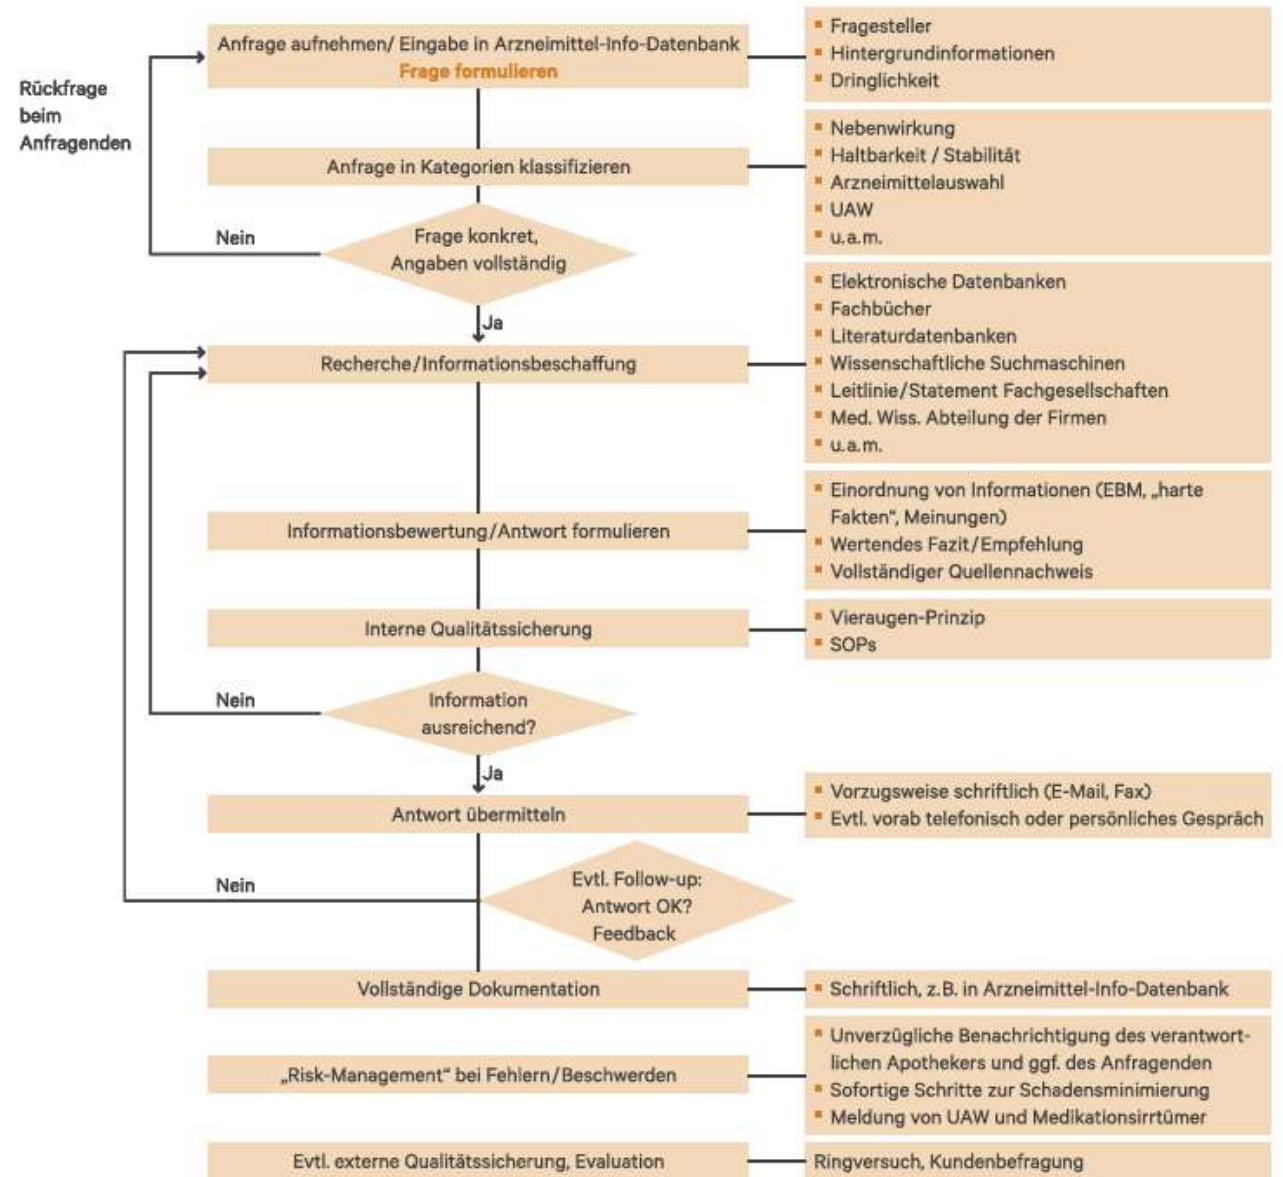 Anfrage aufnehmen/ Eingabe in Arzneimittel-Info-Datenbank
Frage formulieren
▪ Fragesteller
▪ Hintergrundinformationen
▪ Dringlichkeit
Rückfrage
beim
Anfragenden
Anfrage in Kategorien klassifizieren
▪ Nebenwirkung
▪ Haltbarkeit / Stabilität
▪ Arzneimittelauswahl
▪ UAW
▪ u.a.m.
Nein
Frage konkret,
Angaben vollständig
Ja
Recherche/Informationsbeschaffung
▪ Elektronische Datenbanken
▪ Fachbücher
▪ Literaturdatenbanken
▪ Wissenschaftliche Suchmaschinen
▪ Leitlinie/Statement Fachgesellschaften
▪ Med. Wiss. Abteilung der Firmen
▪ u.a.m.
Informationsbewertung/Antwort formulieren
▪ Einordnung von Informationen (EBM, „harte
Fakten“, Meinungen)
▪ Wertendes Fazit/Empfehlung
▪ Vollständiger Quellennachweis
Interne Qualitätssicherung
▪ Vieraugen-Prinzip
▪ SOPs
Nein
Information
ausreichend?
Ja
Antwort übermitteln
▪ Vorzugsweise schriftlich (E-Mail, Fax)
▪ Evtl. vorab telefonisch oder persönliches Gespräch
Nein
Evtl. Follow-up:
Antwort OK?
Feedback
Vollständige Dokumentation
▪ Schriftlich, z.B. in Arzneimittel-Info-Datenbank
„Risk-Management“ bei Fehlern/Beschwerden
▪ Unverzügliche Benachrichtigung des verantwort-
lichen Apothekers und ggf. des Anfragenden
▪ Sofortige Schritte zur Schadensminimierung
▪ Meldung von UAW und Medikationsirrtümer
Evtl. externe Qualitätssicherung, Evaluation
Ringversuch, Kundenbefragung